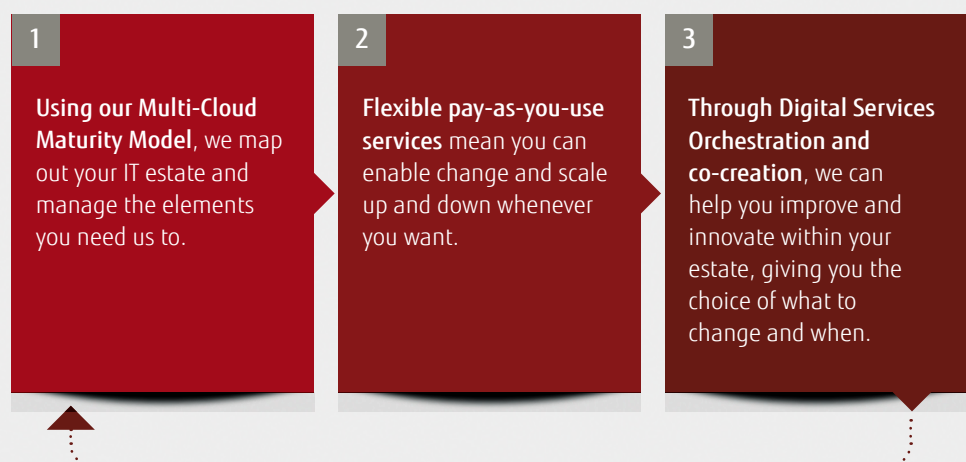 1
Using our Multi-Cloud
Maturity Model, we map
out your IT estate and
manage the elements
you need us to.
2
Flexible pay-as-you-use
services mean you can
enable change and scale
up and down whenever
you want.
3
Through Digital Services
Orchestration and
co-creation, we can
help you improve and
innovate within your
estate, giving you the
choice of what to
change and when.